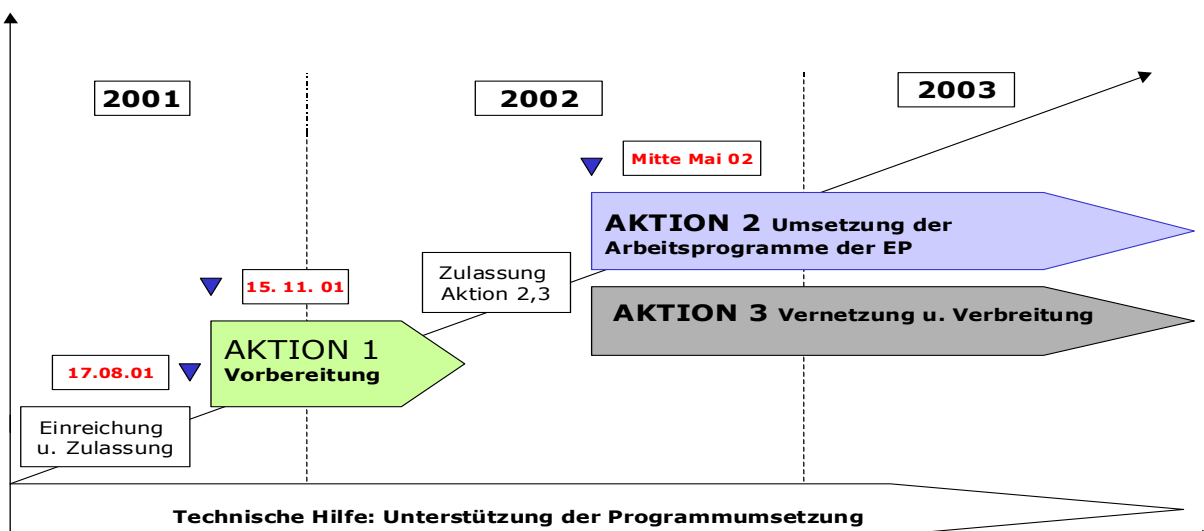 2001
2002
2003
Mitte Mai 02
AKTION 2 Umsetzung der
Arbeitsprogramme der EP
Zulassung
Aktion 2,3
15. 11. 01
AKTION 3 Vernetzung u. Verbreitung
AKTION 1
Vorbereitung
17.08.01
Einreichung
u. Zulassung
Technische Hilfe: Unterstützung der Programmumsetzung